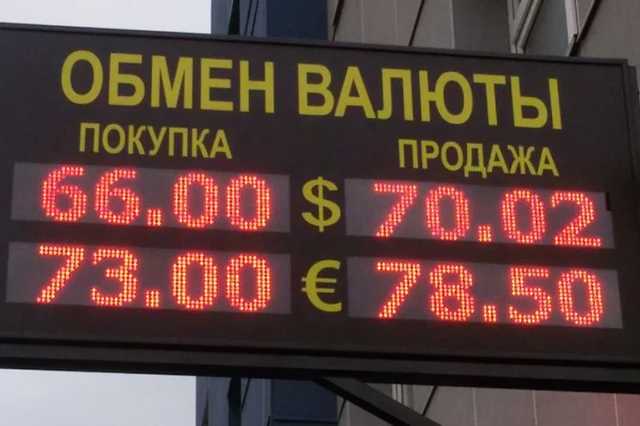 ОБМЕН ВАЛЮТЫ
ПОКУПКА ПРОДАЖА
66.00 $ 70.02
73.00 € 78.50